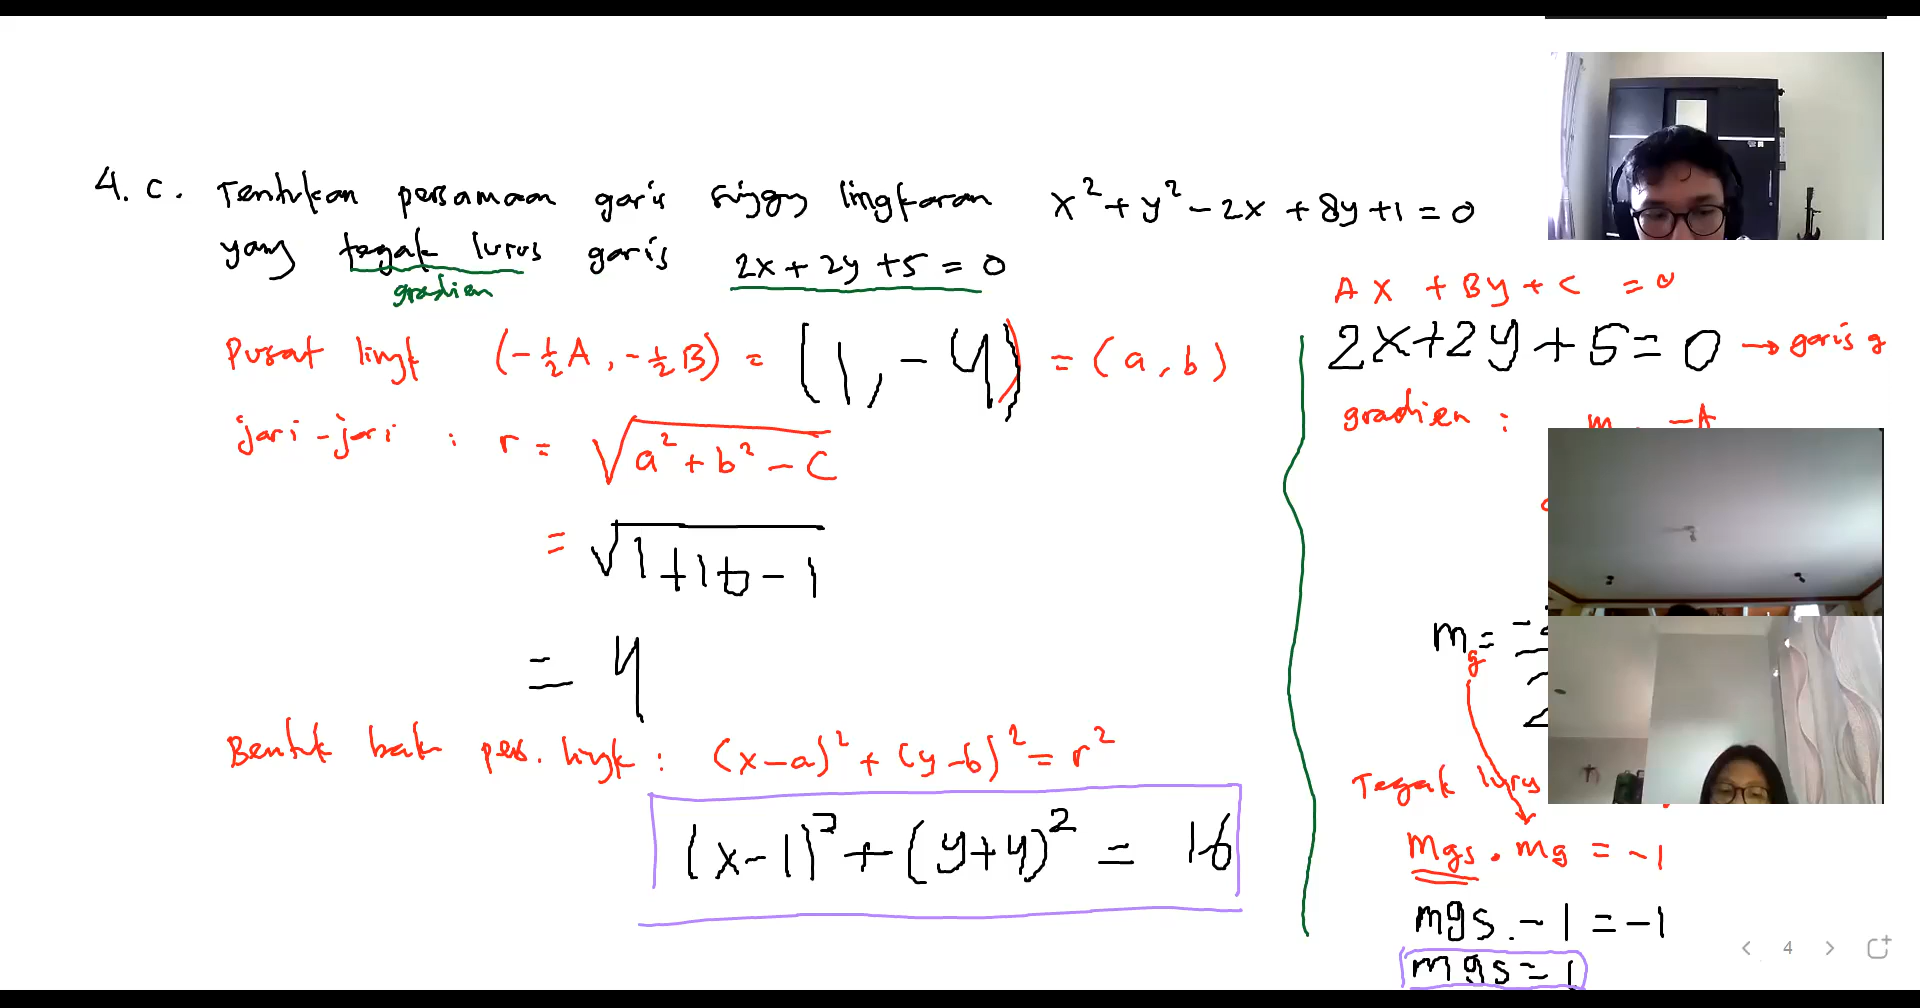 4. c. Tentukan persamaan garis singgung lingkaran x² + y² - 2x + 8y + 1 = 0
yang tegak lurus garis 2x + 2y + 5 = 0
gradien
Pusat lingk (-½A, -½B) = (1, -4) = (a, b)
jari-jari : r = √(a² + b² - C)
= √(1+16-1)
= 4
Bentuk baku pers. lingk : (x-a)² + (y-b)² = r²
(x-1)² + (y+4)² = 16
Ax + By + C = 0
2x+2y+5=0 → garis g
gradien : m -A
mg =
Tegak lurus
mgs . mg = -1
mgs . -1 = -1
mgs = 1
4